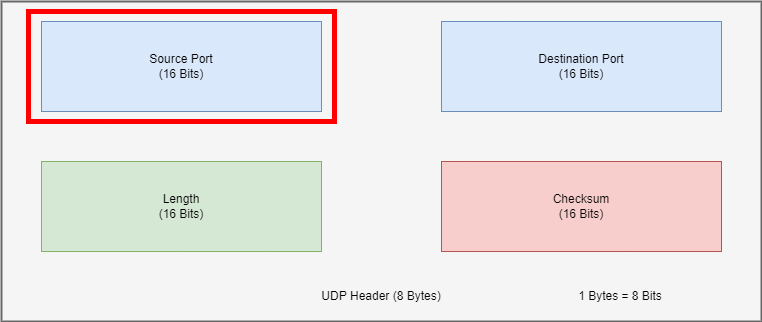 Source Port
(16 Bits)
Destination Port
(16 Bits)
Length
(16 Bits)
Checksum
(16 Bits)
UDP Header (8 Bytes)
1 Bytes = 8 Bits